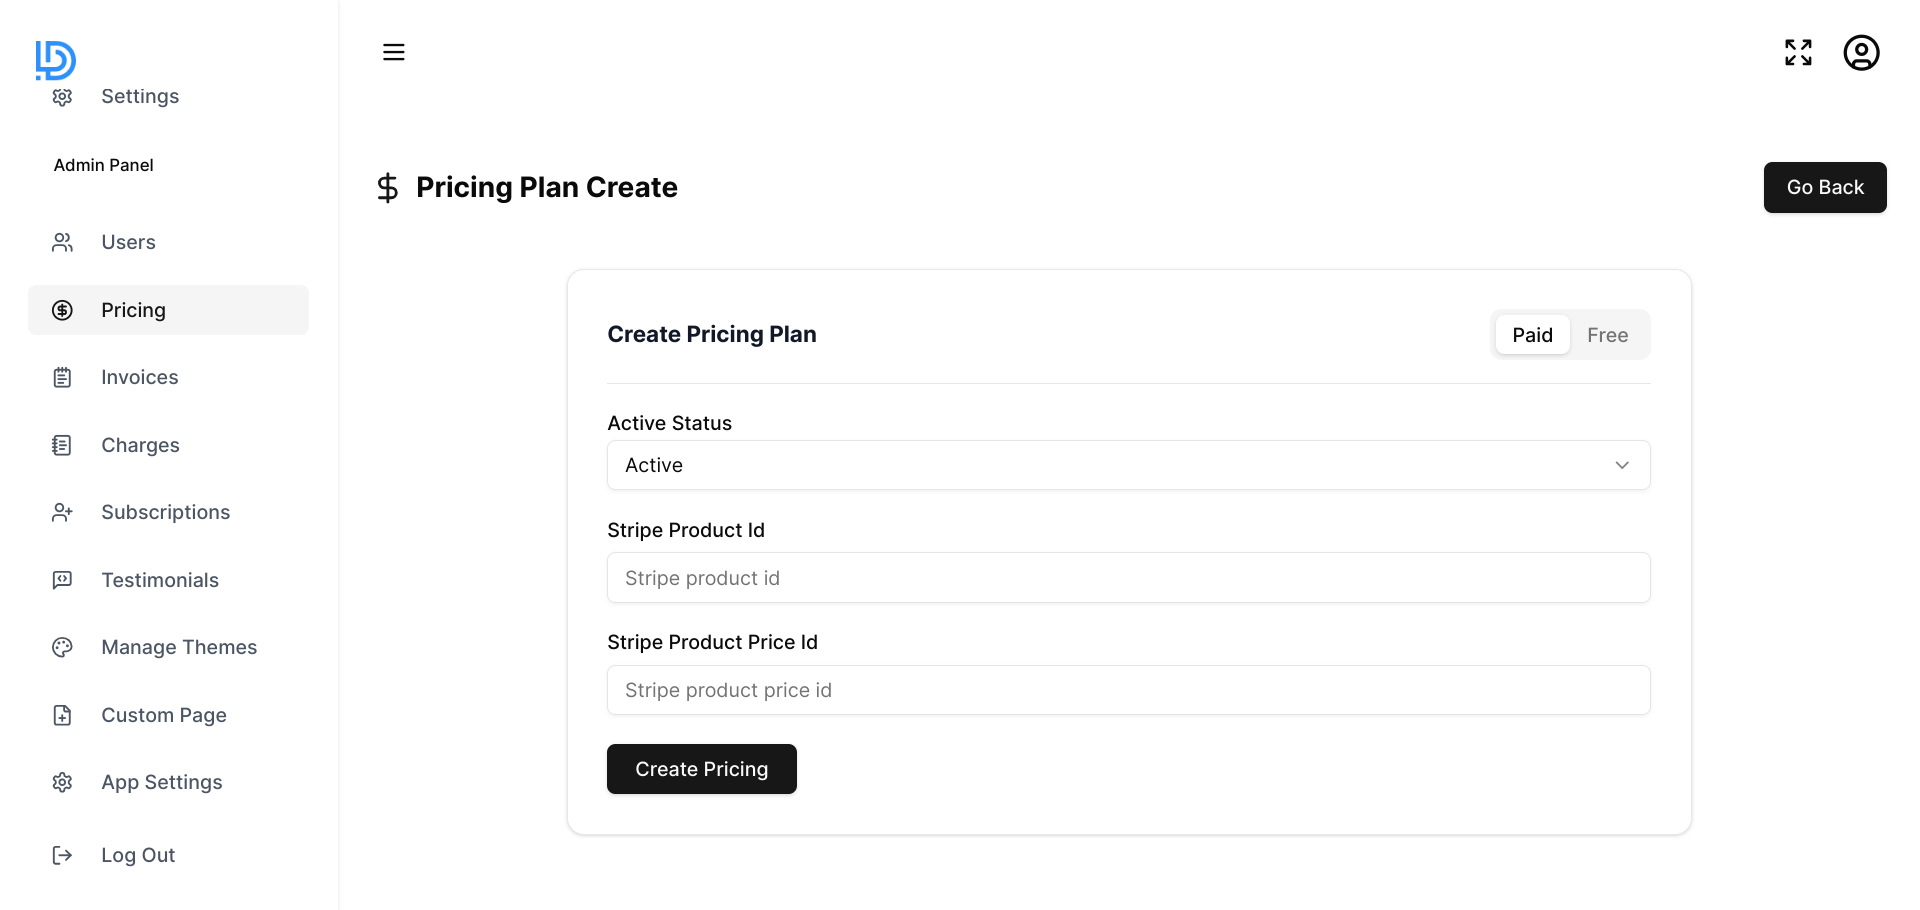 Settings
Admin Panel
Users
Pricing
Invoices
Charges
Subscriptions
Testimonials
Manage Themes
Custom Page
App Settings
Log Out
Pricing Plan Create
Go Back
Create Pricing Plan
Paid Free
Active Status
Active
Stripe Product Id
Stripe product id
Stripe Product Price Id
Stripe product price id
Create Pricing